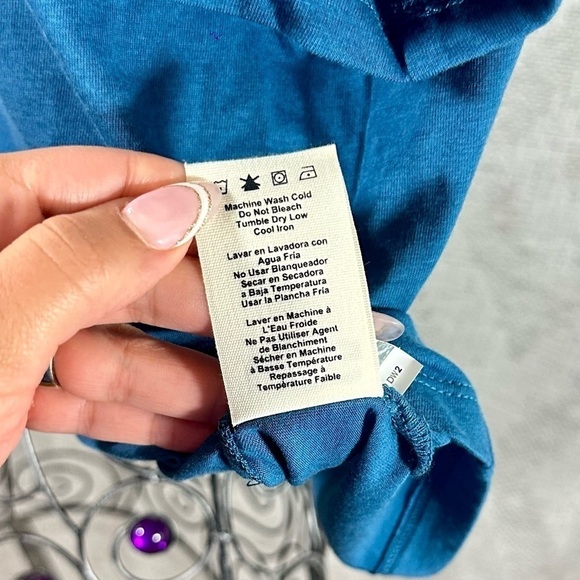 Machine Wash Cold
Do Not Bleach
Tumble Dry Low
Cool Iron
Lavar en Lavadora con
Agua Fria
No Usar Blanqueador
Secar en Secadora
a Baja Temperatura
Usar la Plancha Fría
Laver en Machine à
L'Eau Froide
Ne Pas Utiliser Agent
de Blanchiment
Sécher en Machine
à Basse Température
Repassage à
Température Faible
DW2